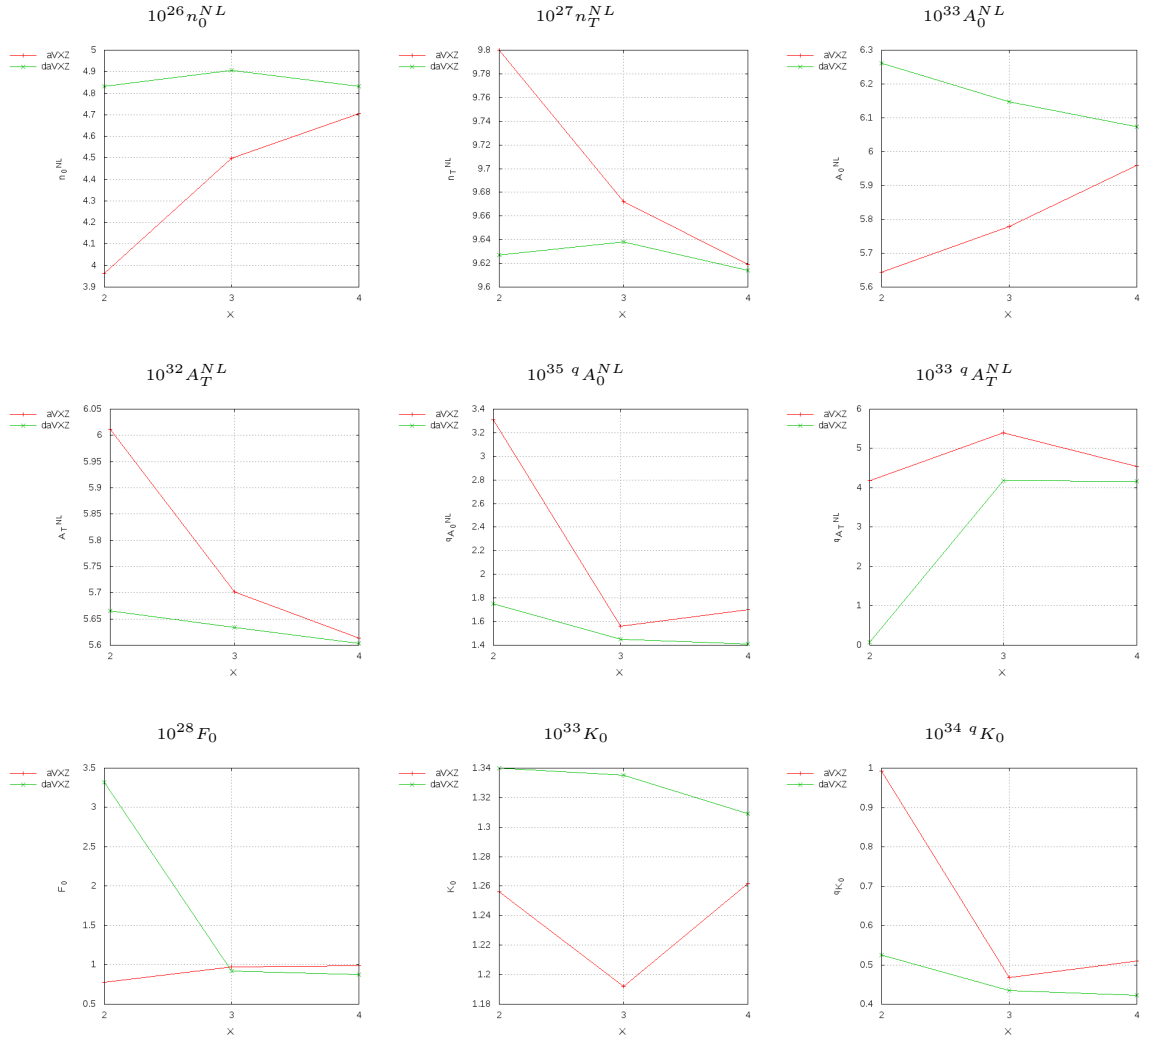 10^{26} n_0^{NL}
aVXZ
daVXZ
5
4.9
4.8
4.7
4.6
4.5
4.4
4.3
4.2
4.1
4
3.9
n_0^{NL}
2 3 4
X
10^{27} n_T^{NL}
aVXZ
daVXZ
9.8
9.78
9.76
9.74
9.72
9.7
9.68
9.66
9.64
9.62
9.6
n_T^{NL}
2 3 4
X
10^{33} A_0^{NL}
aVXZ
daVXZ
6.3
6.2
6.1
6
5.9
5.8
5.7
5.6
A_0^{NL}
2 3 4
X
10^{32} A_T^{NL}
aVXZ
daVXZ
6.05
6
5.95
5.9
5.85
5.8
5.75
5.7
5.65
5.6
A_T^{NL}
2 3 4
X
10^{35} ^qA_0^{NL}
aVXZ
daVXZ
3.4
3.2
3
2.8
2.6
2.4
2.2
2
1.8
1.6
1.4
^qA_0^{NL}
2 3 4
X
10^{33} ^qA_T^{NL}
aVXZ
daVXZ
6
5
4
3
2
1
0
^qA_T^{NL}
2 3 4
X
10^{28} F_0
aVXZ
daVXZ
3.5
3
2.5
2
1.5
1
0.5
F_0
2 3 4
X
10^{33} K_0
aVXZ
daVXZ
1.34
1.32
1.3
1.28
1.26
1.24
1.22
1.2
1.18
K_0
2 3 4
X
10^{34} ^qK_0
aVXZ
daVXZ
1
0.9
0.8
0.7
0.6
0.5
0.4
^qK_0
2 3 4
X